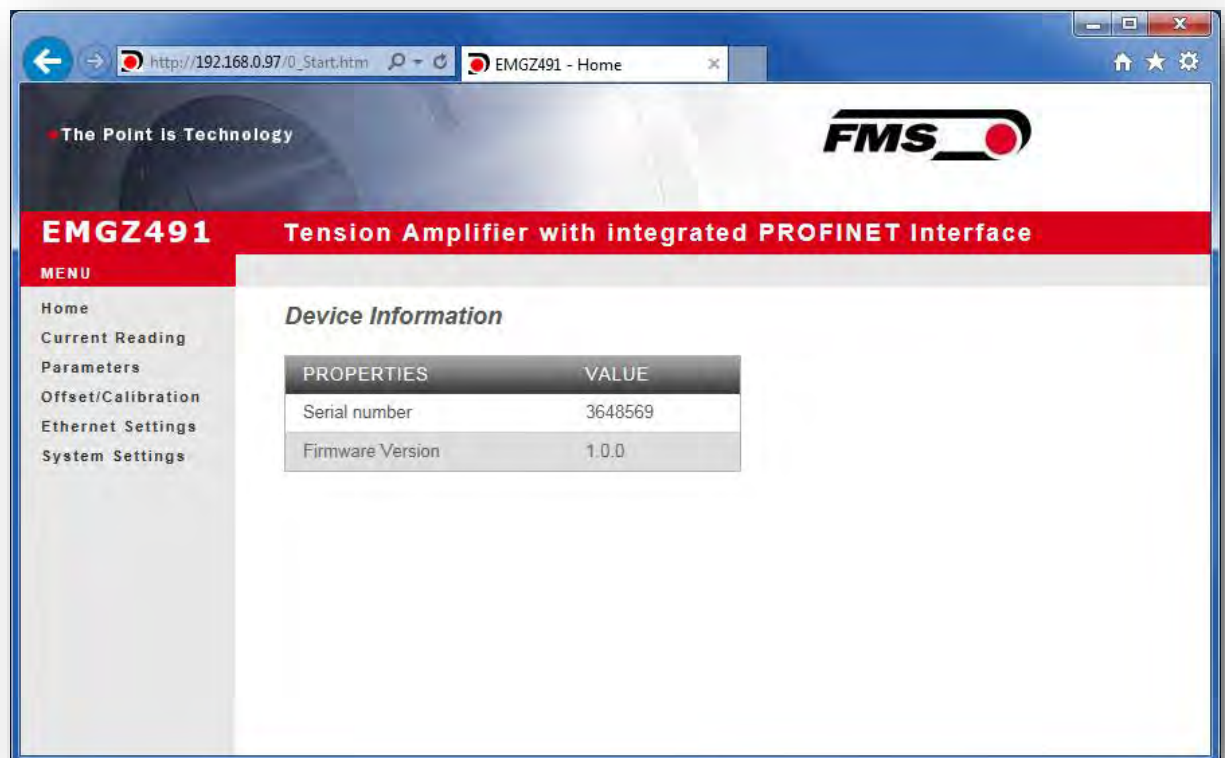 http://192.168.0.97/0_Start.htm
EMGZ491 - Home
The Point is Technology
FMS
EMGZ491
Tension Amplifier with integrated PROFINET Interface
MENU
Home
Current Reading
Parameters
Offset/Calibration
Ethernet Settings
System Settings
Device Information
PROPERTIES VALUE
Serial number 3648569
Firmware Version 1.0.0